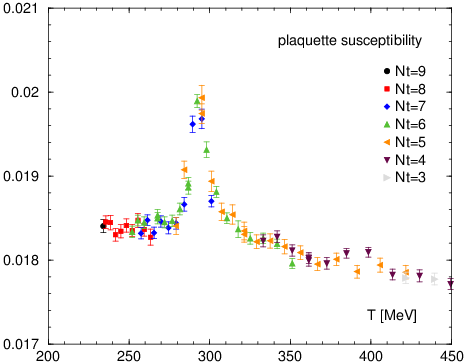 0.021
0.02
0.019
0.018
0.017
plaquette susceptibility
Nt=9
Nt=8
Nt=7
Nt=6
Nt=5
Nt=4
Nt=3
T [MeV]
200 250 300 350 400 450